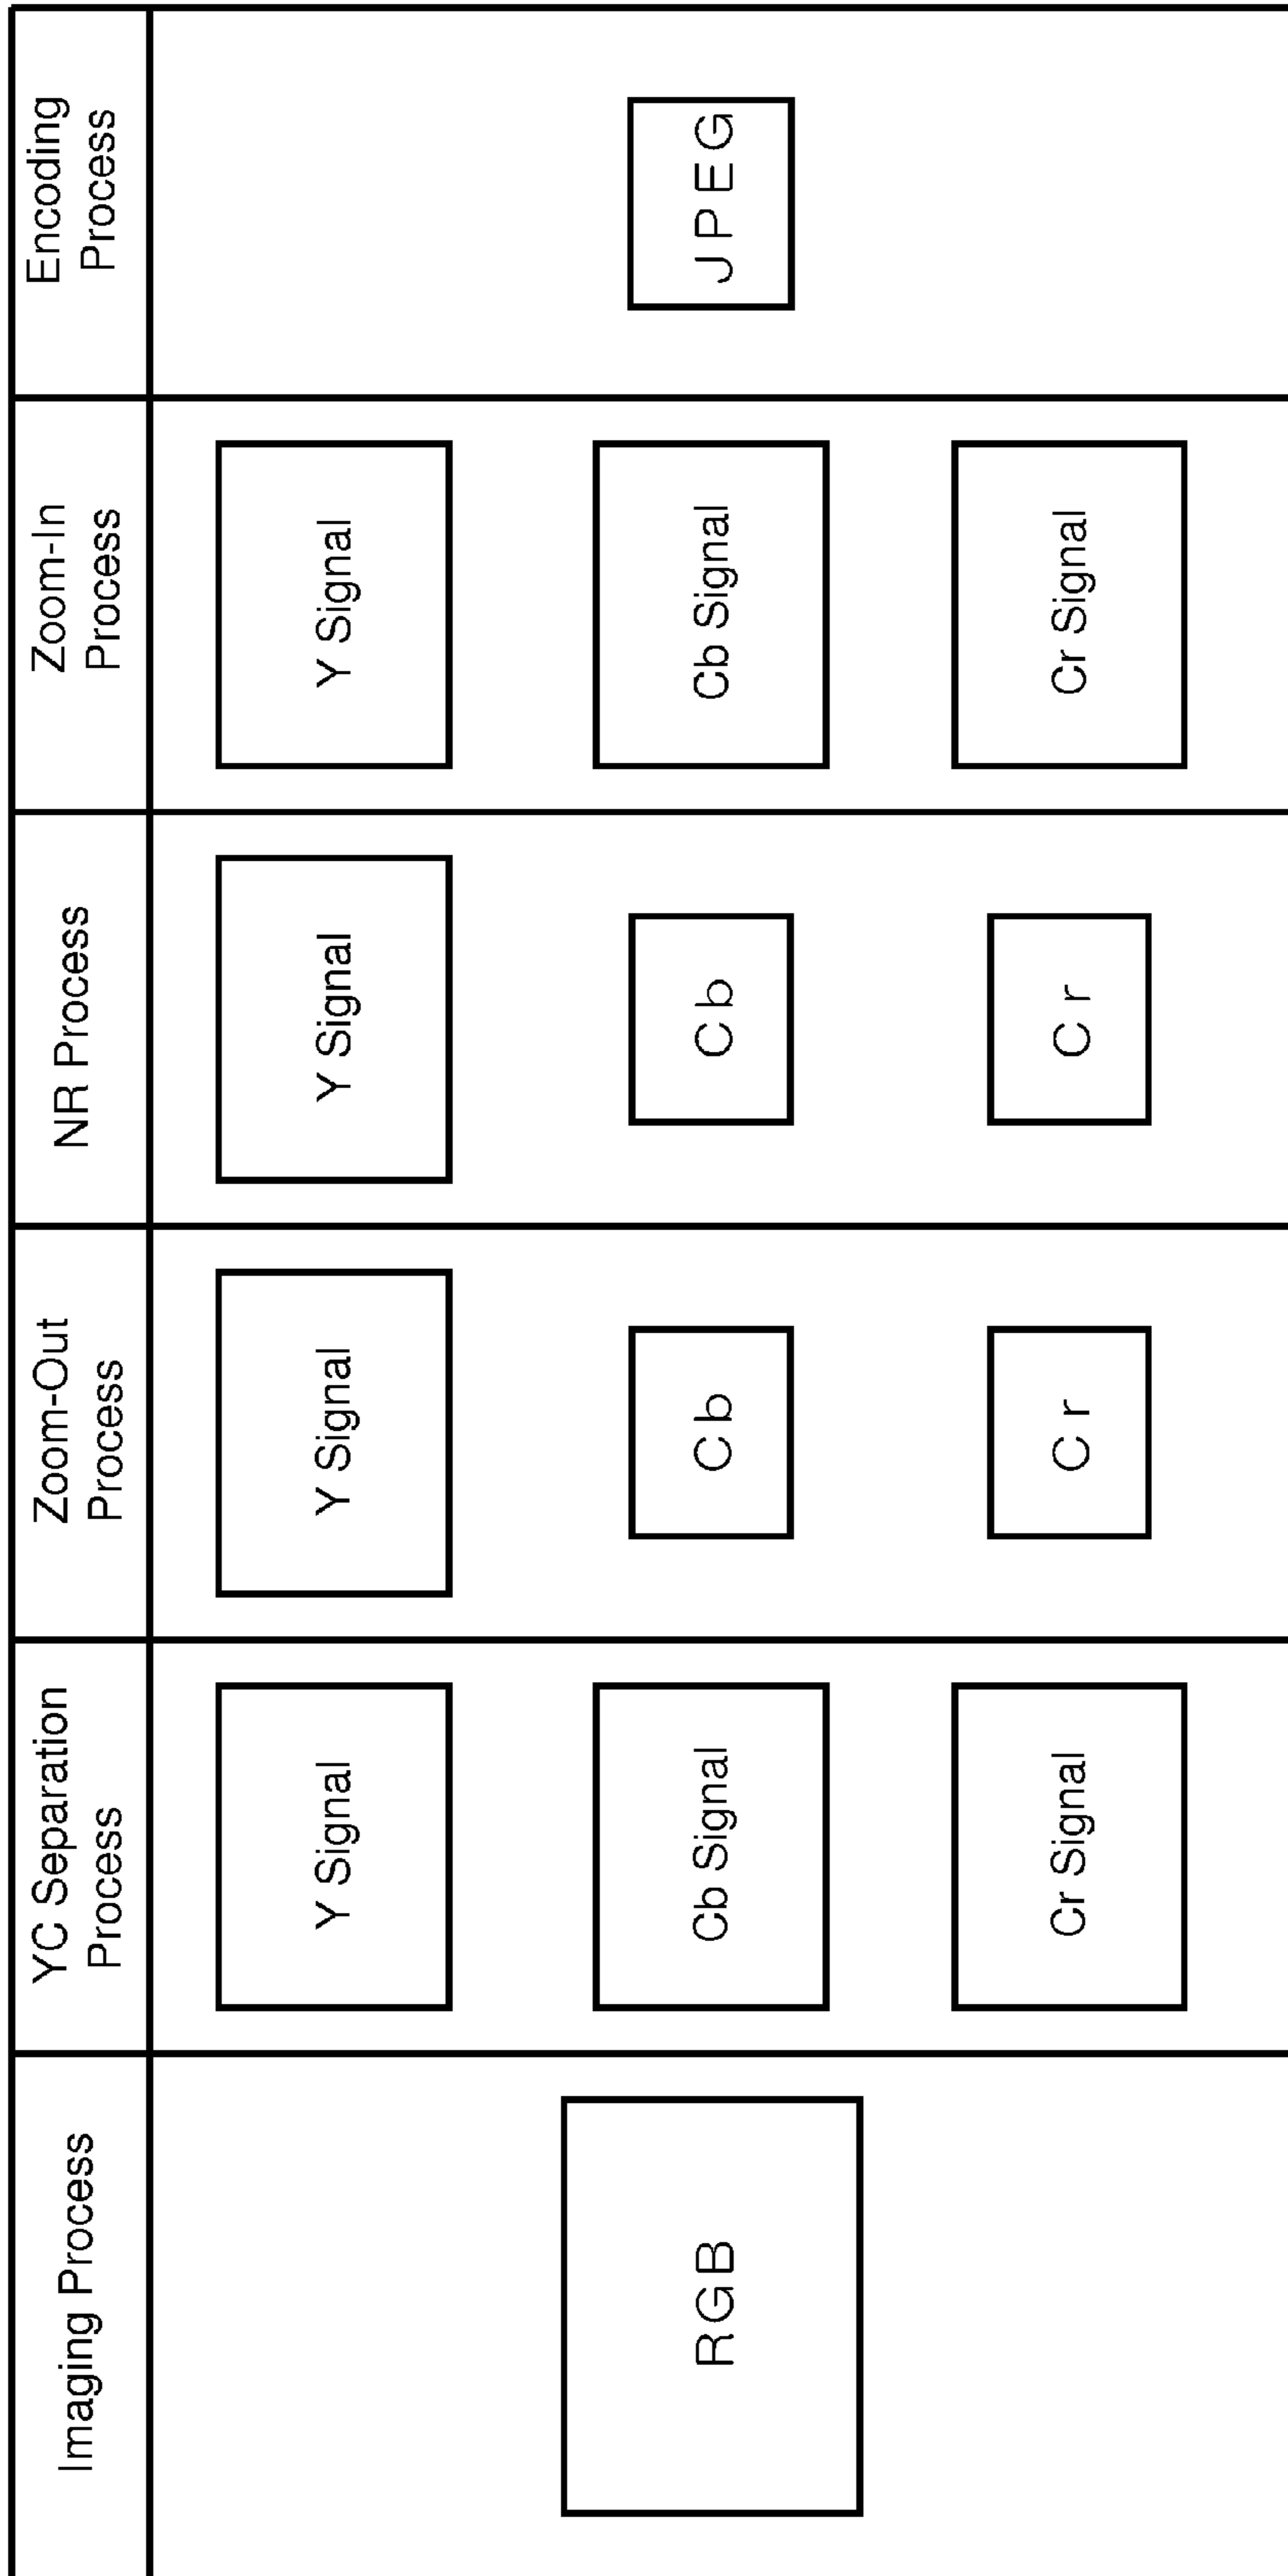 Imaging Process
YC Separation
Process
Zoom-Out
Process
NR Process
Zoom-In
Process
Encoding
Process
RGB
Y Signal
Cb Signal
Cr Signal
Y Signal
Cb
Cr
Y Signal
Cb
Cr
Y Signal
Cb Signal
Cr Signal
JPEG